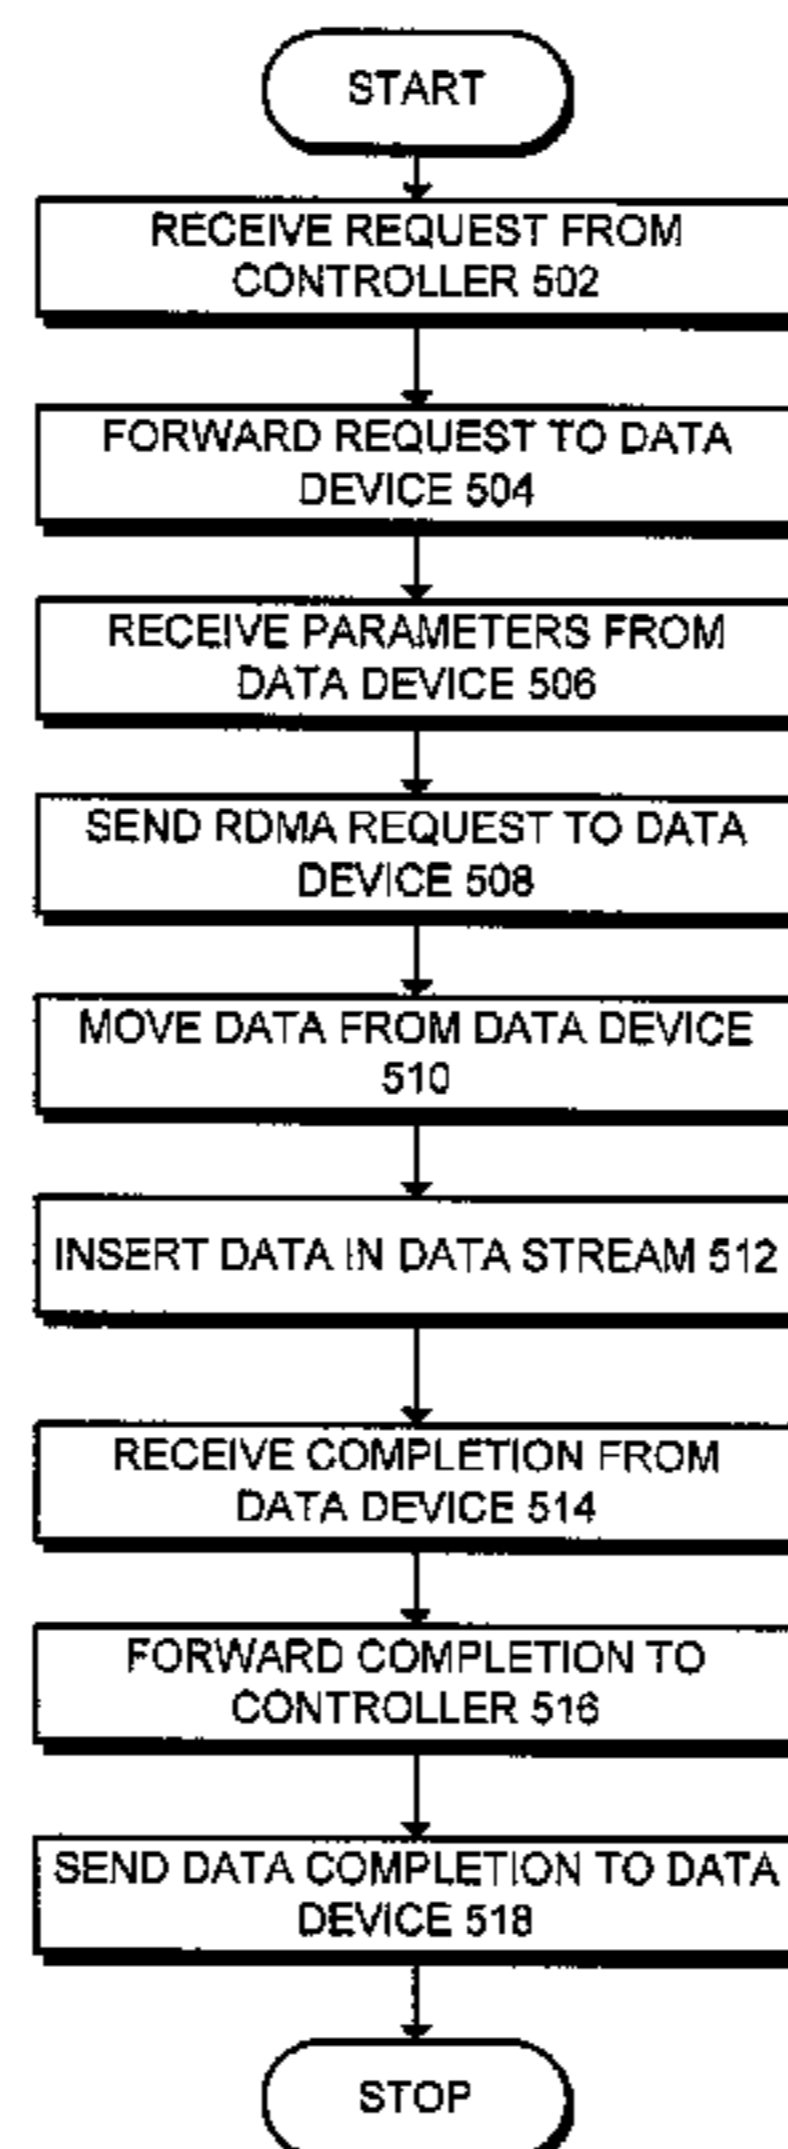 START
RECEIVE REQUEST FROM
CONTROLLER 502
FORWARD REQUEST TO DATA
DEVICE 504
RECEIVE PARAMETERS FROM
DATA DEVICE 506
SEND RDMA REQUEST TO DATA
DEVICE 508
MOVE DATA FROM DATA DEVICE
510
INSERT DATA IN DATA STREAM 512
RECEIVE COMPLETION FROM
DATA DEVICE 514
FORWARD COMPLETION TO
CONTROLLER 516
SEND DATA COMPLETION TO DATA
DEVICE 518
STOP